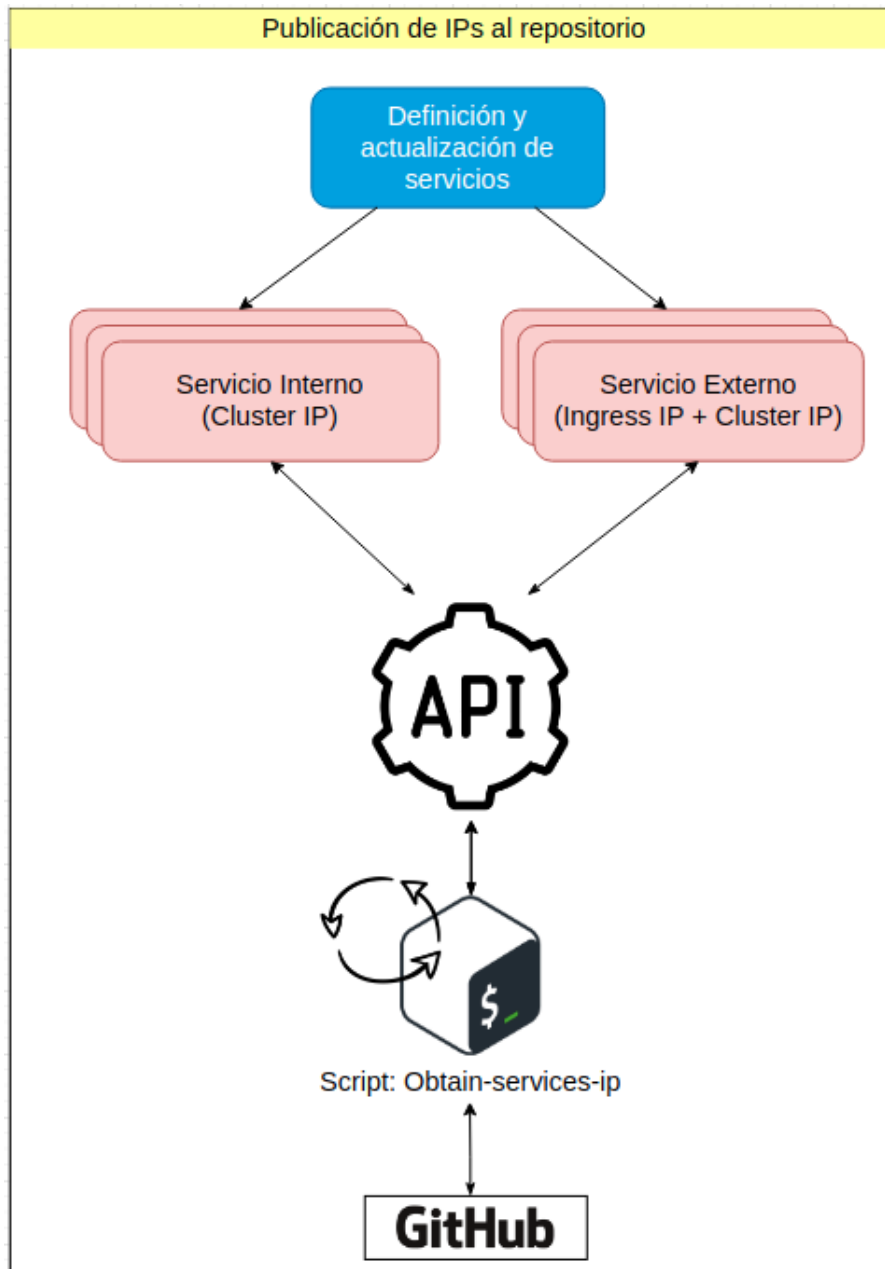 Publicación de IPs al repositorio
Definición y
actualización de
servicios
Servicio Interno
(Cluster IP)
Servicio Externo
(Ingress IP + Cluster IP)
API
$_
Script: Obtain-services-ip
GitHub